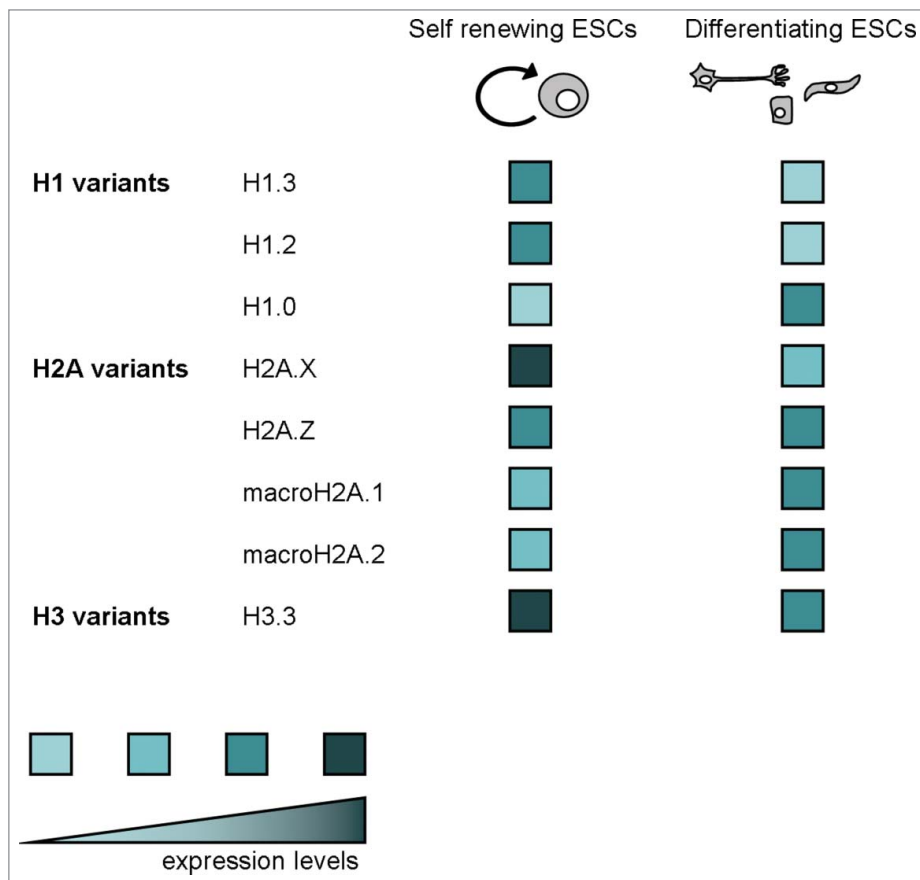 Self renewing ESCs Differentiating ESCs
H1 variants H1.3
H1.2
H1.0
H2A variants H2A.X
H2A.Z
macroH2A.1
macroH2A.2
H3 variants H3.3
expression levels